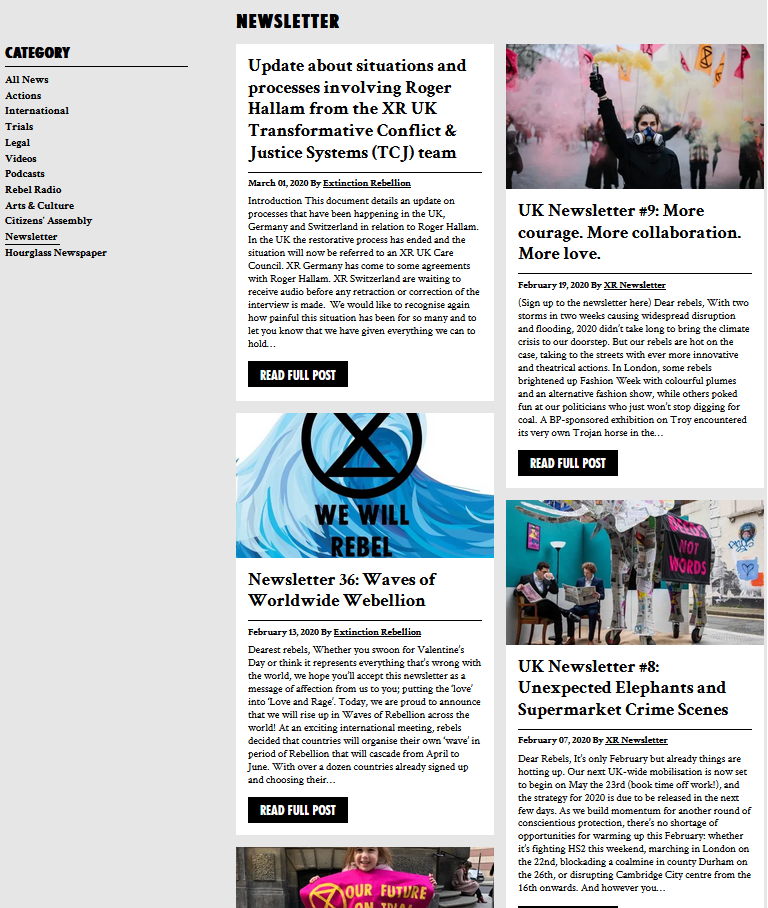 NEWSLETTER
CATEGORY
All News
Actions
International
Trials
Legal
Videos
Podcasts
Rebel Radio
Arts & Culture
Citizens' Assembly
Newsletter
Hourglass Newspaper
Update about situations and
processes involving Roger
Hallam from the XR UK
Transformative Conflict &
Justice Systems (TCJ) team
March 01, 2020 By Extinction Rebellion
Introduction This document details an update on
processes that have been happening in the UK,
Germany and Switzerland in relation to Roger Hallam.
In the UK the restorative process has ended and the
situation will now be referred to an XR UK Care
Council. XR Germany has come to some agreements
with Roger Hallam. XR Switzerland are waiting to
receive audio before any retraction or correction of the
interview is made.  We would like to recognise again
how painful this situation has been for so many and to
let you know that we have given everything we can to
hold…
READ FULL POST
WE WILL
REBEL
Newsletter 36: Waves of
Worldwide Webellion
February 13, 2020 By Extinction Rebellion
Dearest rebels, Whether you swoon for Valentine's
Day or think it represents everything that's wrong with
the world, we hope you'll accept this newsletter as a
message of affection from us to you; putting the 'love'
into 'Love and Rage'. Today, we are proud to announce
that we will rise up in Waves of Rebellion across the
world! At an exciting international meeting, rebels
decided that countries will organise their own 'wave' in
period of Rebellion that will cascade from April to
June. With over a dozen countries already signed up
and choosing their…
READ FULL POST
OUR FUTURE
ON TRIAL
UK Newsletter #9: More
courage. More collaboration.
More love.
February 19, 2020 By XR Newsletter
(Sign up to the newsletter here) Dear rebels, With two
storms in two weeks causing widespread disruption
and flooding, 2020 didn't take long to bring the climate
crisis to our doorstep. But our rebels are hot on the
case, taking to the streets with ever more innovative
and theatrical actions. In London, some rebels
brightened up Fashion Week with colourful plumes
and an alternative fashion show, while others poked
fun at our politicians who just won't stop digging for
coal. A BP-sponsored exhibition on Troy encountered
its very own Trojan horse in the…
READ FULL POST
DEEDS
NOT
WORDS
UK Newsletter #8:
Unexpected Elephants and
Supermarket Crime Scenes
February 07, 2020 By XR Newsletter
Dear Rebels, It's only February but already things are
hotting up. Our next UK-wide mobilisation is now set
to begin on May the 23rd (book time off work!), and
the strategy for 2020 is due to be released in the next
few days. As we build momentum for another round of
conscientious protection, there's no shortage of
opportunities for warming up this February: whether
it's fighting HS2 this weekend, marching in London on
the 22nd, blockading a coalmine in county Durham on
the 26th, or disrupting Cambridge City centre from the
16th onwards. And however you…